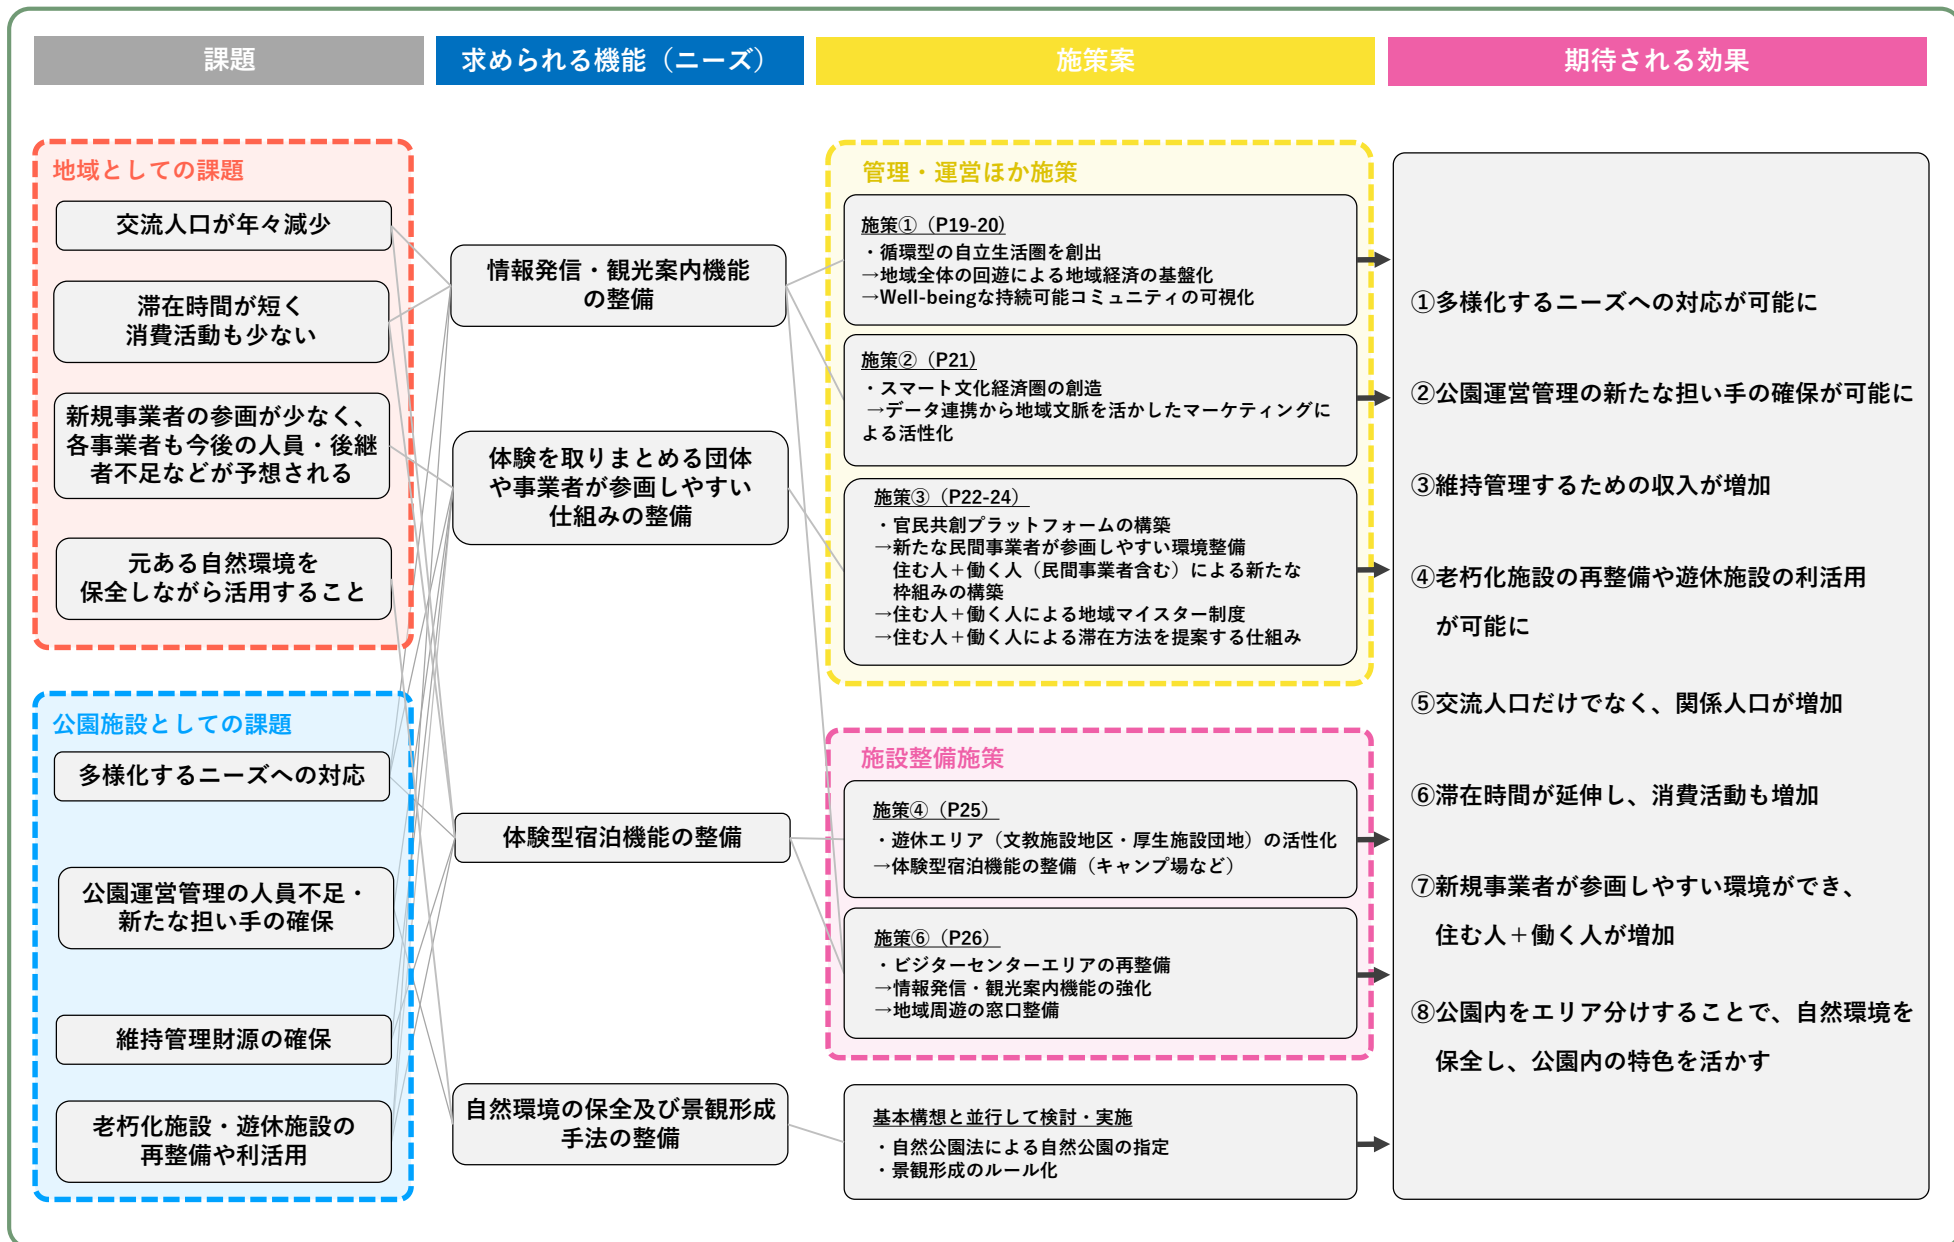 課題
求められる機能（ニーズ）
施策案
期待される効果
地域としての課題
交流人口が年々減少
滞在時間が短く
消費活動も少ない
新規事業者の参画が少なく、
各事業者も今後の人員・後継
者不足などが予想される
元ある自然環境を
保全しながら活用すること
公園施設としての課題
多様化するニーズへの対応
公園運営管理の人員不足・
新たな担い手の確保
維持管理財源の確保
老朽化施設・遊休施設の
再整備や利活用
情報発信・観光案内機能
の整備
体験を取りまとめる団体
や事業者が参画しやすい
仕組みの整備
体験型宿泊機能の整備
自然環境の保全及び景観形成
手法の整備
管理・運営ほか施策
施策①（P19-20)
・循環型の自立生活圏を創出
→地域全体の回遊による地域経済の基盤化
→Well-beingな持続可能コミュニティの可視化
施策②（P21)
・スマート文化経済圏の創造
→データ連携から地域文脈を活かしたマーケティングに
よる活性化
施策③（P22-24）
・官民共創プラットフォームの構築
→新たな民間事業者が参画しやすい環境整備
住む人＋働く人（民間事業者含む）による新たな
枠組みの構築
→住む人＋働く人による地域マイスター制度
→住む人＋働く人による滞在方法を提案する仕組み
施設整備施策
施策④（P25）
・遊休エリア（文教施設地区・厚生施設団地）の活性化
→体験型宿泊機能の整備（キャンプ場など）
施策⑥（P26）
・ビジターセンターエリアの再整備
→情報発信・観光案内機能の強化
→地域周遊の窓口整備
基本構想と並行して検討・実施
・自然公園法による自然公園の指定
・景観形成のルール化
①多様化するニーズへの対応が可能に
②公園運営管理の新たな担い手の確保が可能に
③維持管理するための収入が増加
④老朽化施設の再整備や遊休施設の利活用
が可能に
⑤交流人口だけでなく、関係人口が増加
⑥滞在時間が延伸し、消費活動も増加
⑦新規事業者が参画しやすい環境ができ、
住む人＋働く人が増加
⑧公園内をエリア分けすることで、自然環境を
保全し、公園内の特色を活かす